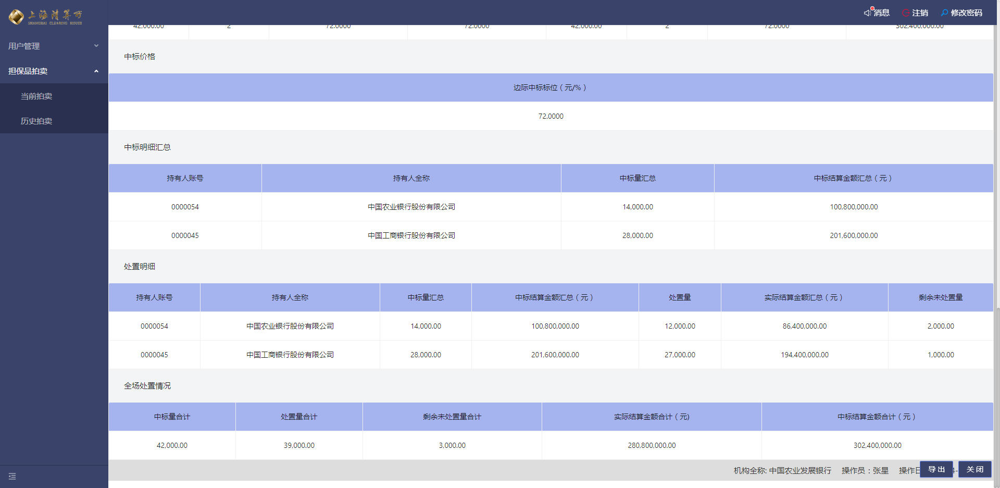 上海清算所
SHANGHAI CLEARING HOUSE
消息 注销 修改密码
用户管理
担保品拍卖
当前拍卖
历史拍卖
42,000.00 2 72.0000 72.0000 42,000.00 2 72.0000 302,400,000.00
中标价格
边际中标标位（元/%）
72.0000
中标明细汇总
持有人账号 持有人全称 中标量汇总 中标结算金额汇总（元）
0000054 中国农业银行股份有限公司 14,000.00 100,800,000.00
0000045 中国工商银行股份有限公司 28,000.00 201,600,000.00
处置明细
持有人账号 持有人全称 中标量汇总 中标结算金额汇总（元） 处置量 实际结算金额汇总（元） 剩余未处置量
0000054 中国农业银行股份有限公司 14,000.00 100,800,000.00 12,000.00 86,400,000.00 2,000.00
0000045 中国工商银行股份有限公司 28,000.00 201,600,000.00 27,000.00 194,400,000.00 1,000.00
全场处置情况
中标量合计 处置量合计 剩余未处置量合计 实际结算金额合计（元) 中标结算金额合计（元）
42,000.00 39,000.00 3,000.00 280,800,000.00 302,400,000.00
机构全称: 中国农业发展银行 操作员：张星 操作日
导出 关闭